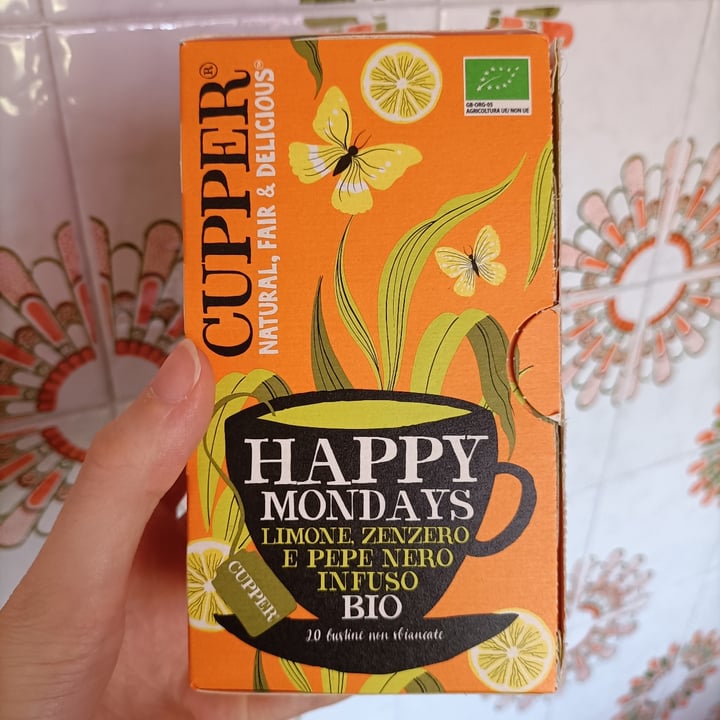 CUPPER®
NATURAL, FAIR & DELICIOUS™
GB-ORG-05
AGRICOLTURA UE/ NON UE
HAPPY
MONDAYS
LIMONE, ZENZERO
E PEPE NERO
INFUSO
BIO
20 bustine non sbiancate
CUPPER